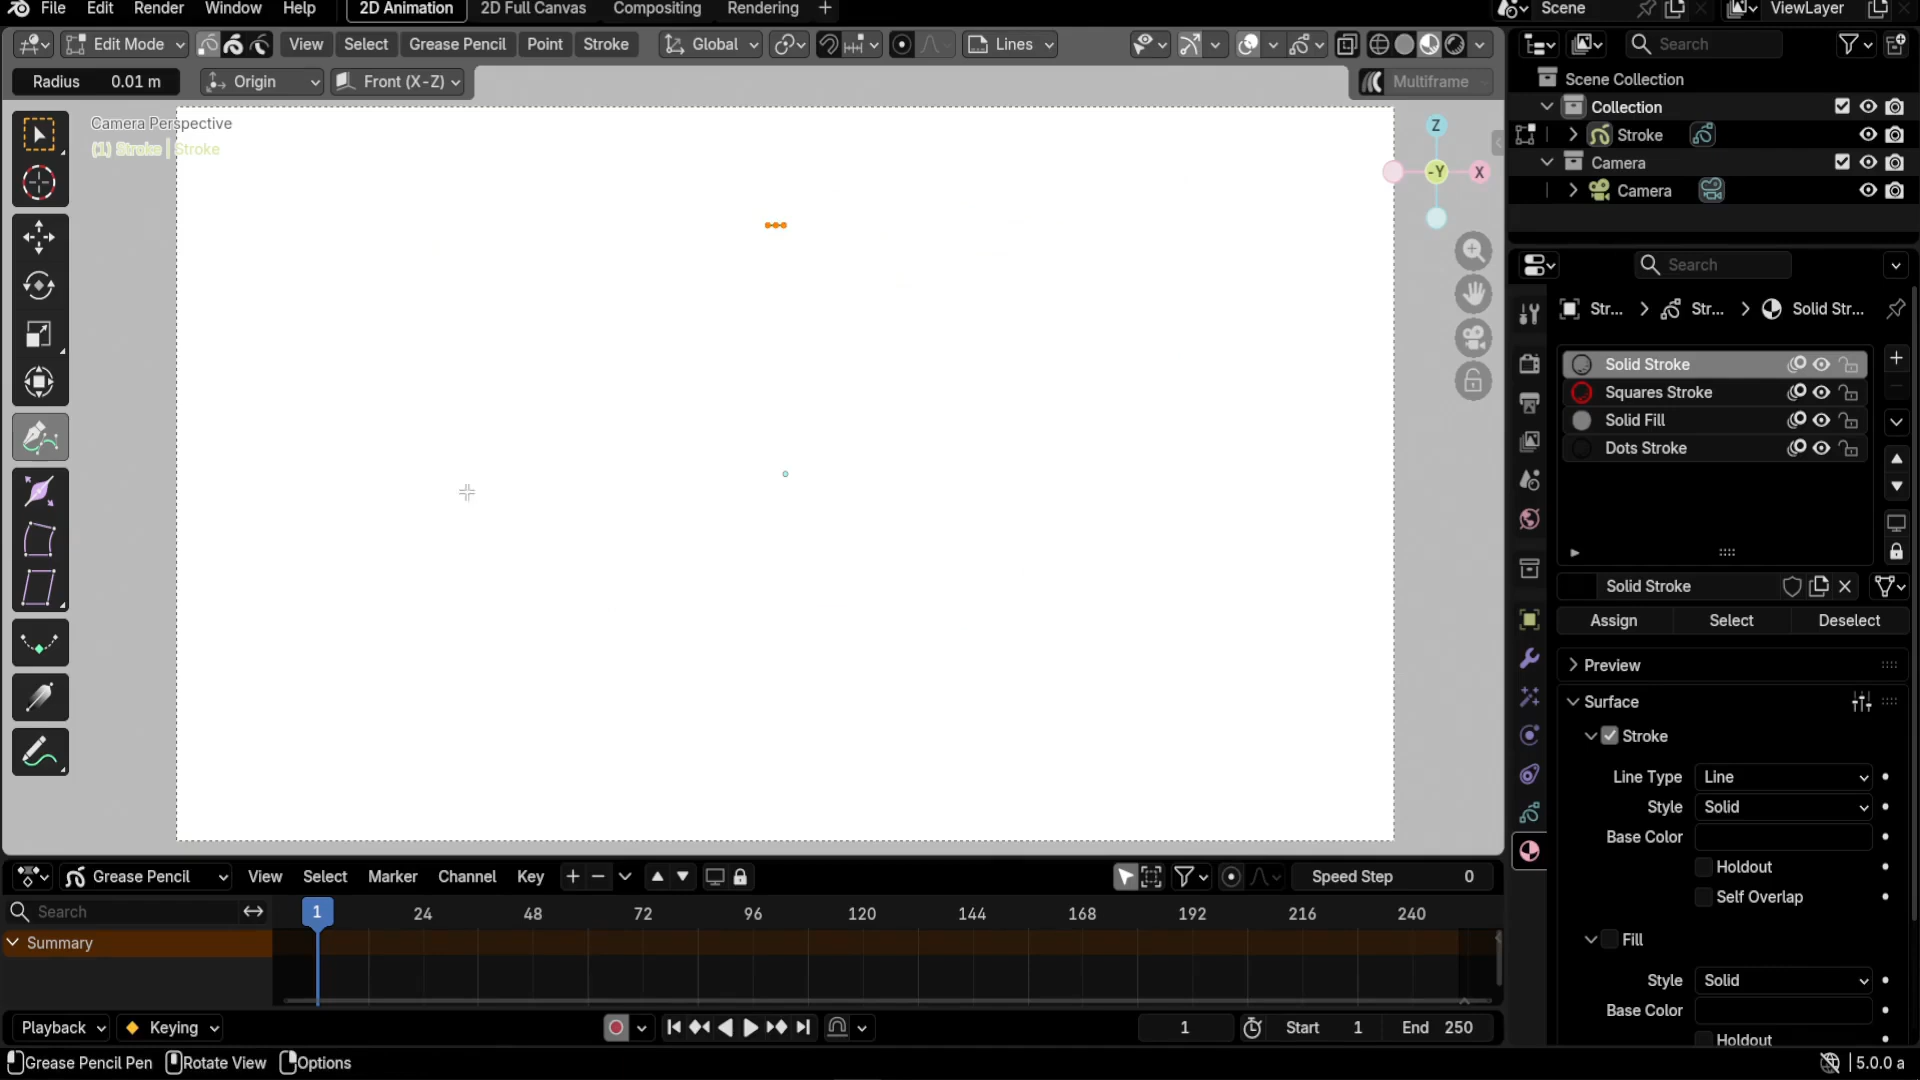 File Edit Render Window Help 2D Animation 2D Full Canvas Compositing Rendering + Scene ViewLayer
Edit Mode View Select Grease Pencil Point Stroke Global Lines Search
Radius 0.01 m Origin Front (X-Z) Multiframe
Scene Collection
Collection
Stroke
Camera
Camera
Camera Perspective
(1) Stroke | Stroke
Z
-Y
X
Search
Str... Str... Solid Str...
Solid Stroke
Squares Stroke
Solid Fill
Dots Stroke
Solid Stroke
Assign Select Deselect
Preview
Surface
Stroke
Line Type Line
Style Solid
Base Color
Holdout
Self Overlap
Fill
Style Solid
Base Color
Holdout
Grease Pencil View Select Marker Channel Key Speed Step 0
Search 1 24 48 72 96 120 144 168 192 216 240
Summary
Playback Keying 1 Start 1 End 250
Grease Pencil Pen Rotate View Options 5.0.0 a